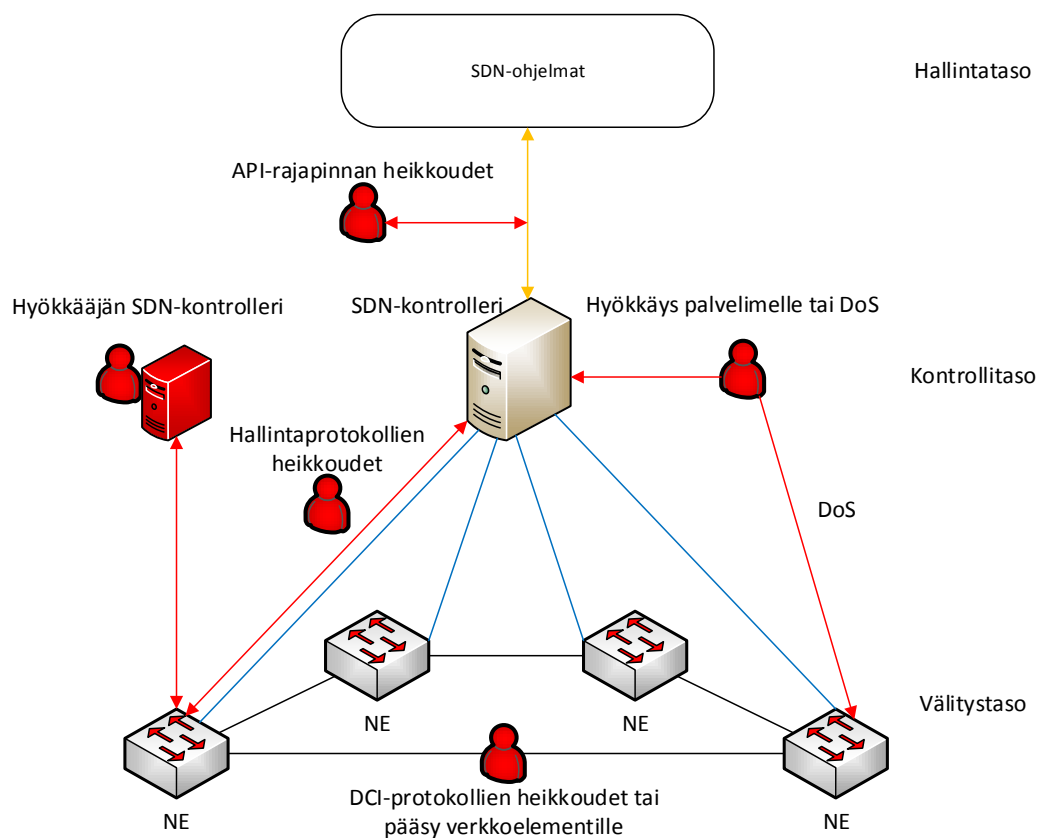 SDN-ohjelmat
Hallintataso
API-rajapinnan heikkoudet
Hyökkääjän SDN-kontrolleri
SDN-kontrolleri
Hyökkäys palvelimelle tai DoS
Kontrollitaso
Hallintaprotokollien
heikkoudet
DoS
NE
NE
Välitystaso
NE
DCI-protokollien heikkoudet tai
pääsy verkkoelementille
NE